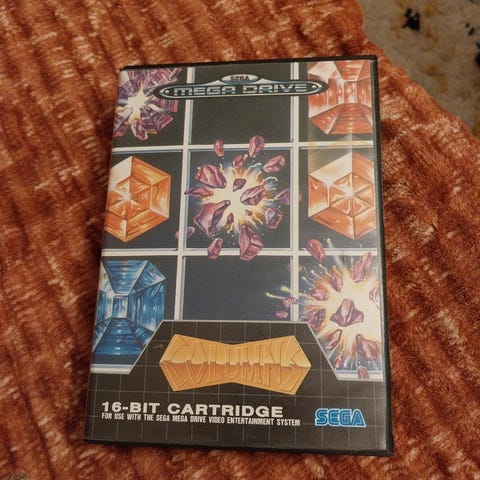 SEGA
MEGA DRIVE
COLUMNS
16-BIT CARTRIDGE
FOR USE WITH THE SEGA MEGA DRIVE VIDEO ENTERTAINMENT SYSTEM
SEGA